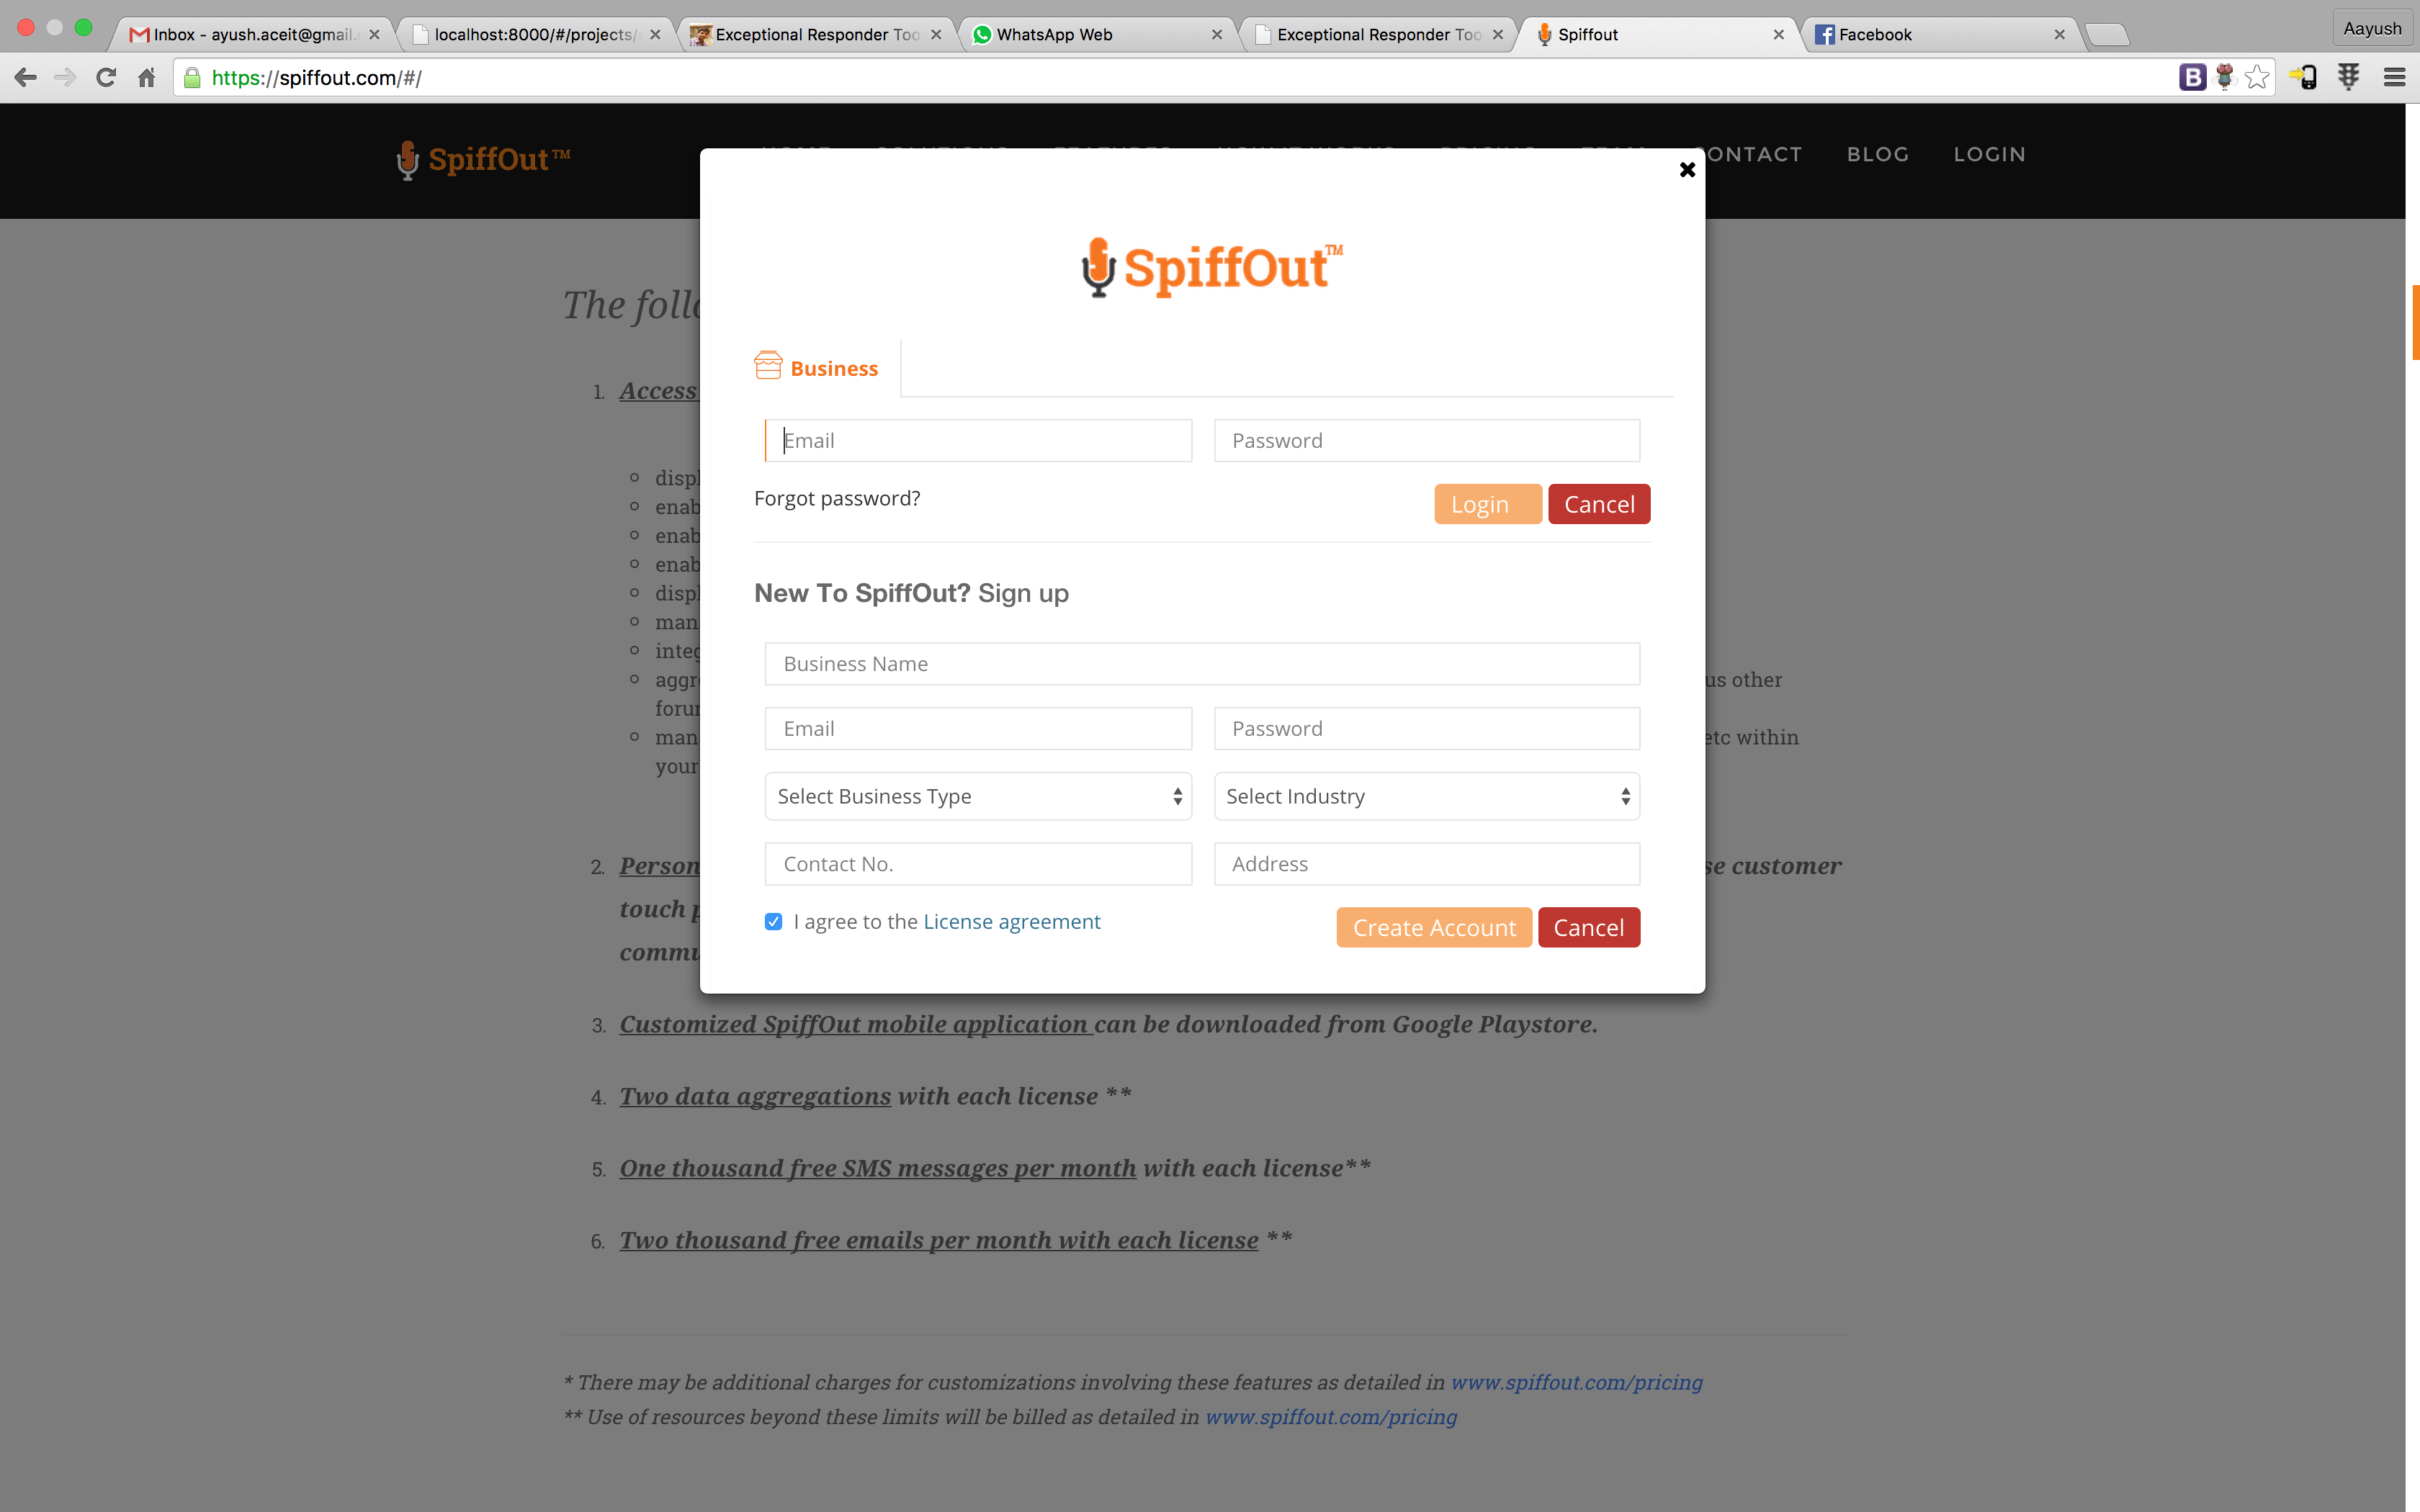 Inbox - ayush.aceit@gmail.
localhost:8000/#/projects/
Exceptional Responder Too
WhatsApp Web
Exceptional Responder Too
Spiffout
Facebook
Aayush
https://spiffout.com/#/
SpiffOut™
CONTACT
BLOG
LOGIN
SpiffOut™
The follo
Business
1. Access
Email
Password
disp
enab
Forgot password?
Login
Cancel
enab
enab
disp
New To SpiffOut? Sign up
man
integ
Business Name
aggr
us other
forum
Email
Password
man
etc within
your
Select Business Type
Select Industry
2. Person
se customer
Contact No.
Address
touch p
I agree to the License agreement
Create Account
Cancel
commu
3. Customized SpiffOut mobile application can be downloaded from Google Playstore.
4. Two data aggregations with each license **
5. One thousand free SMS messages per month with each license**
6. Two thousand free emails per month with each license **
* There may be additional charges for customizations involving these features as detailed in www.spiffout.com/pricing
** Use of resources beyond these limits will be billed as detailed in www.spiffout.com/pricing